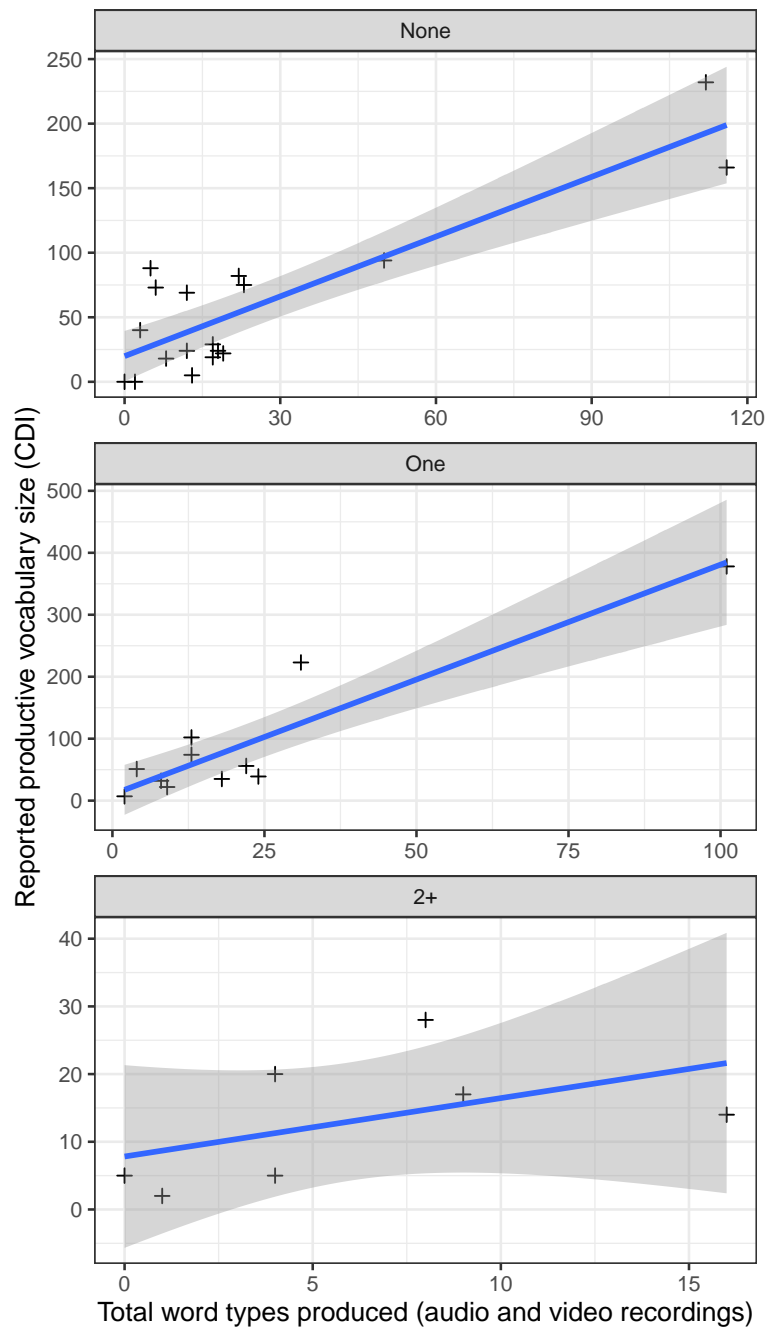 None
250
200
150
100
50
0
0 30 60 90 120
One
500
400
300
200
100
0
0 25 50 75 100
2+
40
30
20
10
0
0 5 10 15
Reported productive vocabulary size (CDI)
Total word types produced (audio and video recordings)